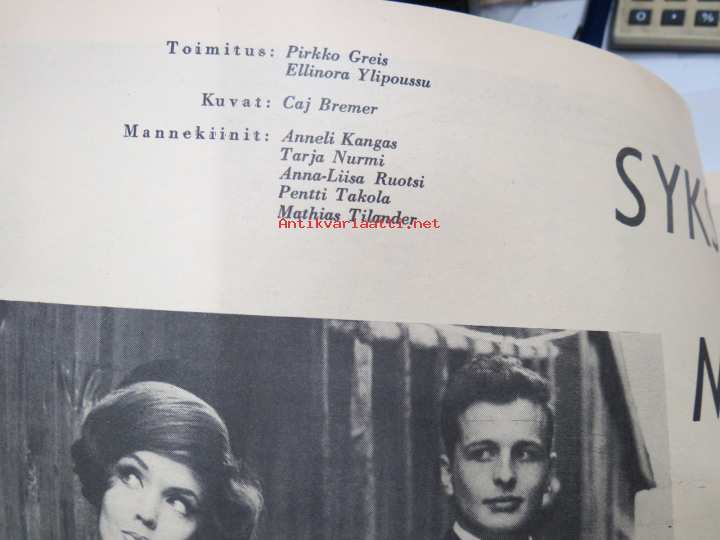 Toimitus: Pirkko Greis
Ellinora Ylipoussu
Kuvat: Caj Bremer
Mannekiinit: Anneli Kangas
Tarja Nurmi
Anna-Liisa Ruotsi
Pentti Takola
Mathias Tilander
Antikvariaatti.net